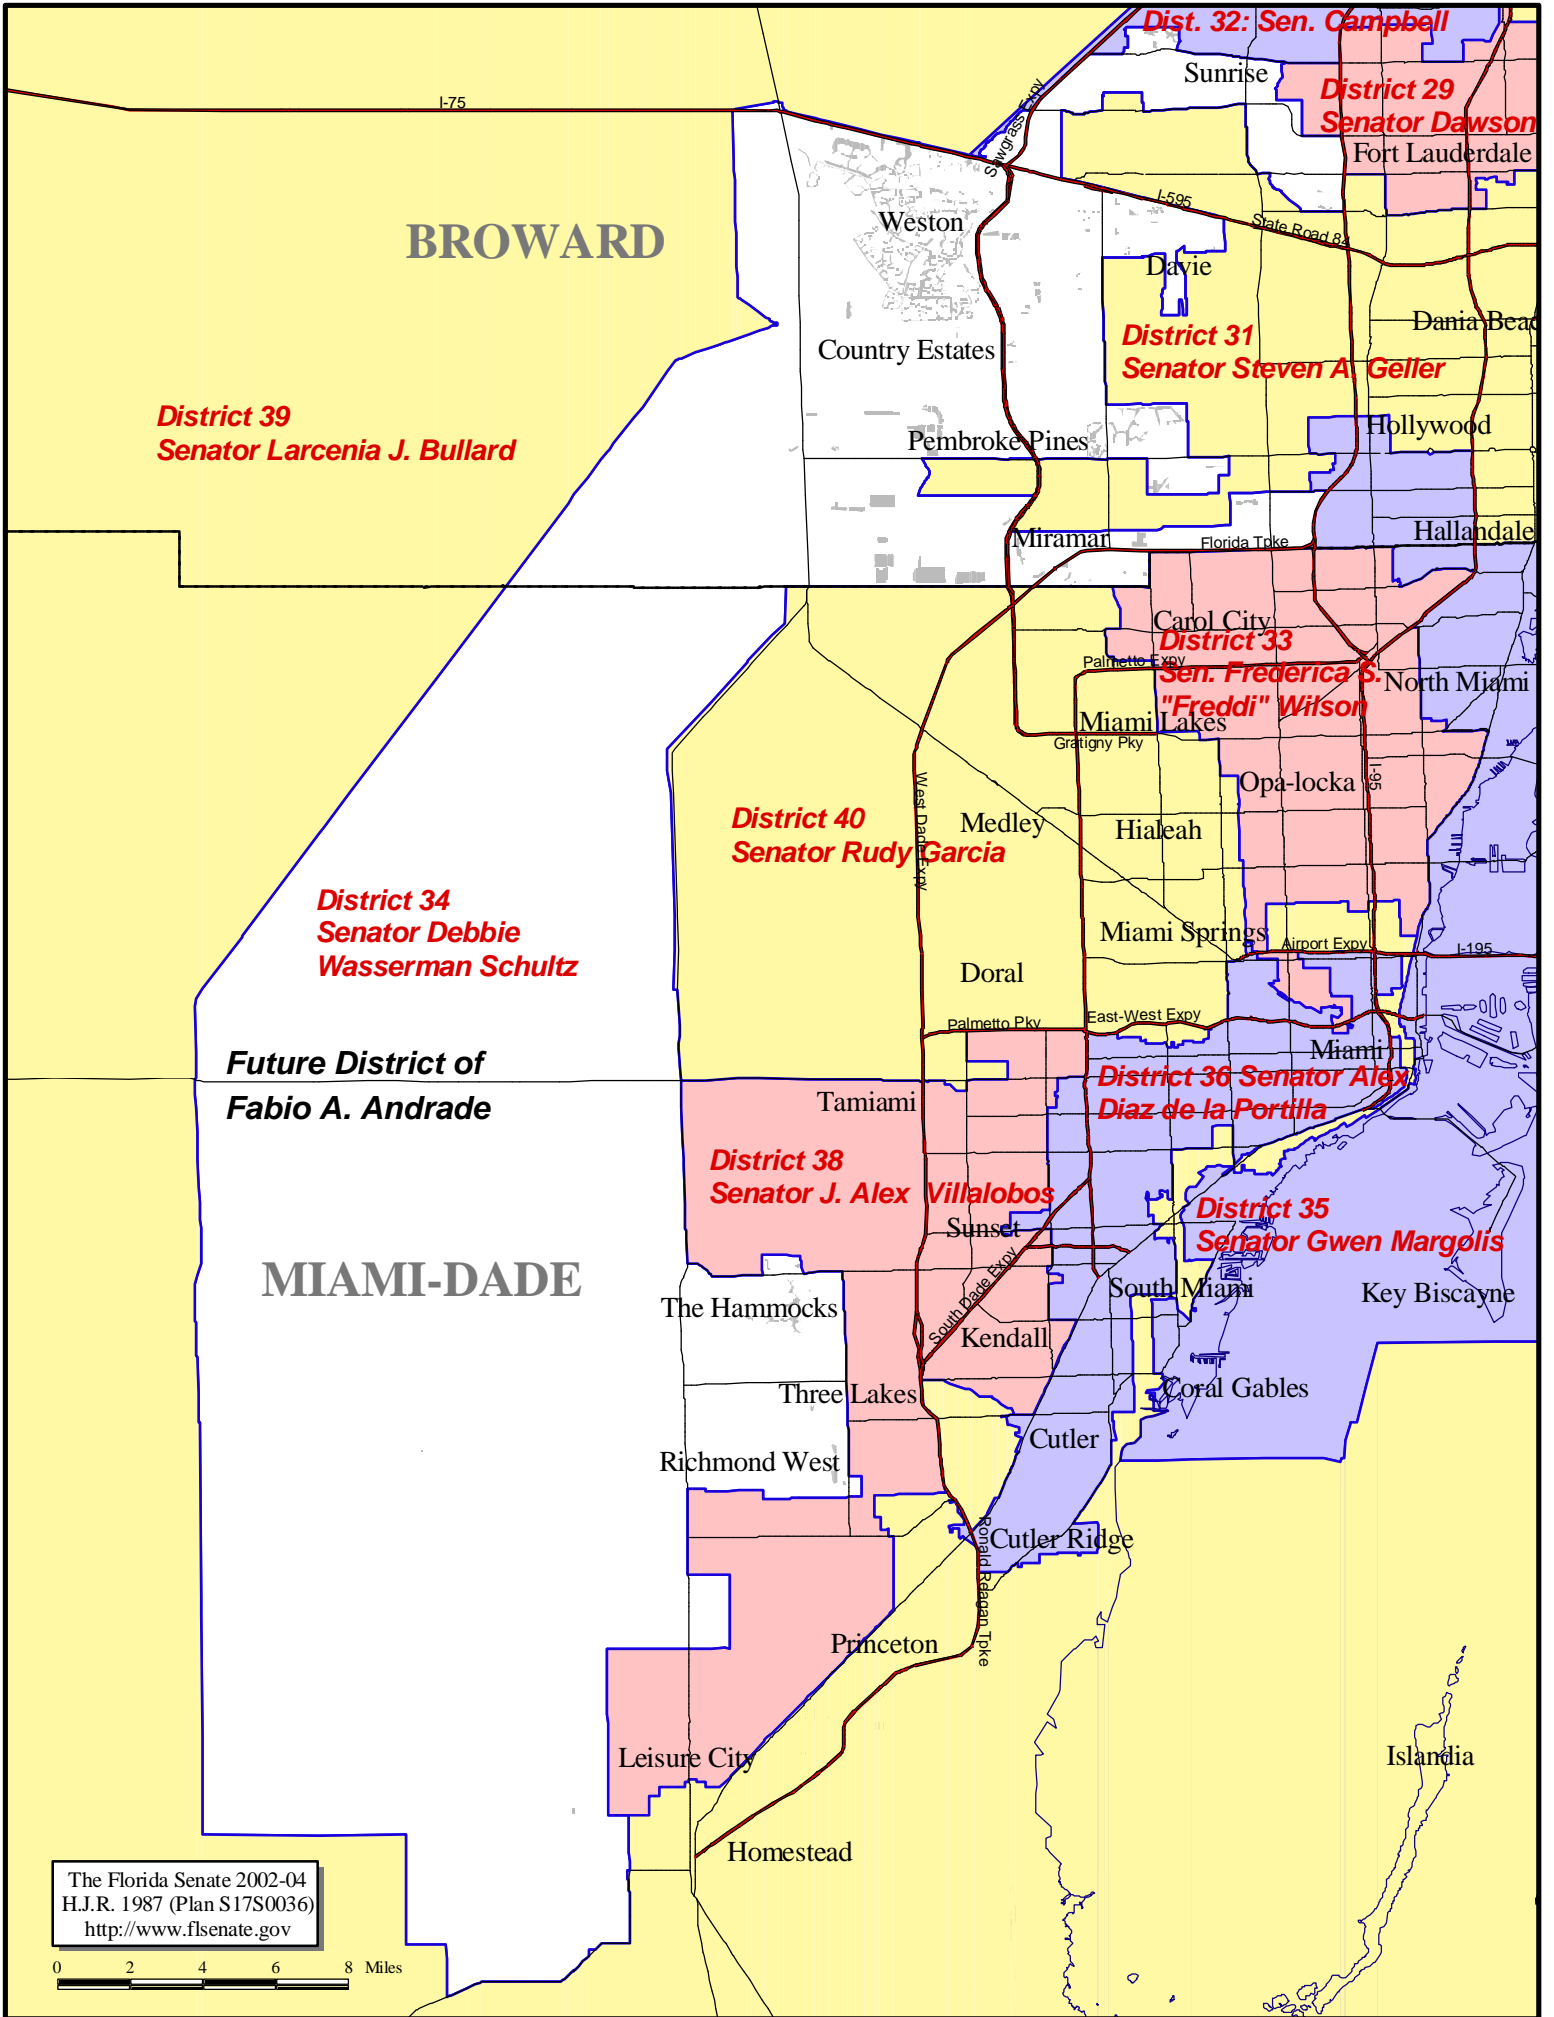 Dist. 32: Sen. Campbell
Sunrise
District 29
Senator Dawson
I-75
Sawgrass Expy
Fort Lauderdale
I-595
State Road 84
Weston
BROWARD
Davie
Dania Beac
District 31
Senator Steven A. Geller
Country Estates
District 39
Senator Larcenia J. Bullard
Hollywood
Pembroke Pines
Miramar
Florida Tpke
Hallandale
Carol City
District 33
Sen. Frederica S.
"Freddi" Wilson
Palmetto Expy
North Miami
Miami Lakes
Gratigny Pky
I-95
Opa-locka
West Dade Expy
District 40
Senator Rudy Garcia
Medley
Hialeah
District 34
Senator Debbie
Wasserman Schultz
Miami Springs
Airport Expy
I-195
Doral
Palmetto Pky
East-West Expy
Miami
Future District of
Fabio A. Andrade
District 36 Senator Alex
Diaz de la Portilla
Tamiami
District 38
Senator J. Alex Villalobos
District 35
Senator Gwen Margolis
Sunset
South Dade Expy
MIAMI-DADE
South Miami
Key Biscayne
The Hammocks
Kendall
Three Lakes
Coral Gables
Cutler
Richmond West
Cutler Ridge
Ronald Reagan Tpke
Princeton
Leisure City
Islandia
Homestead
The Florida Senate 2002-04
H.J.R. 1987 (Plan S17S0036)
http://www.flsenate.gov
0 2 4 6 8 Miles